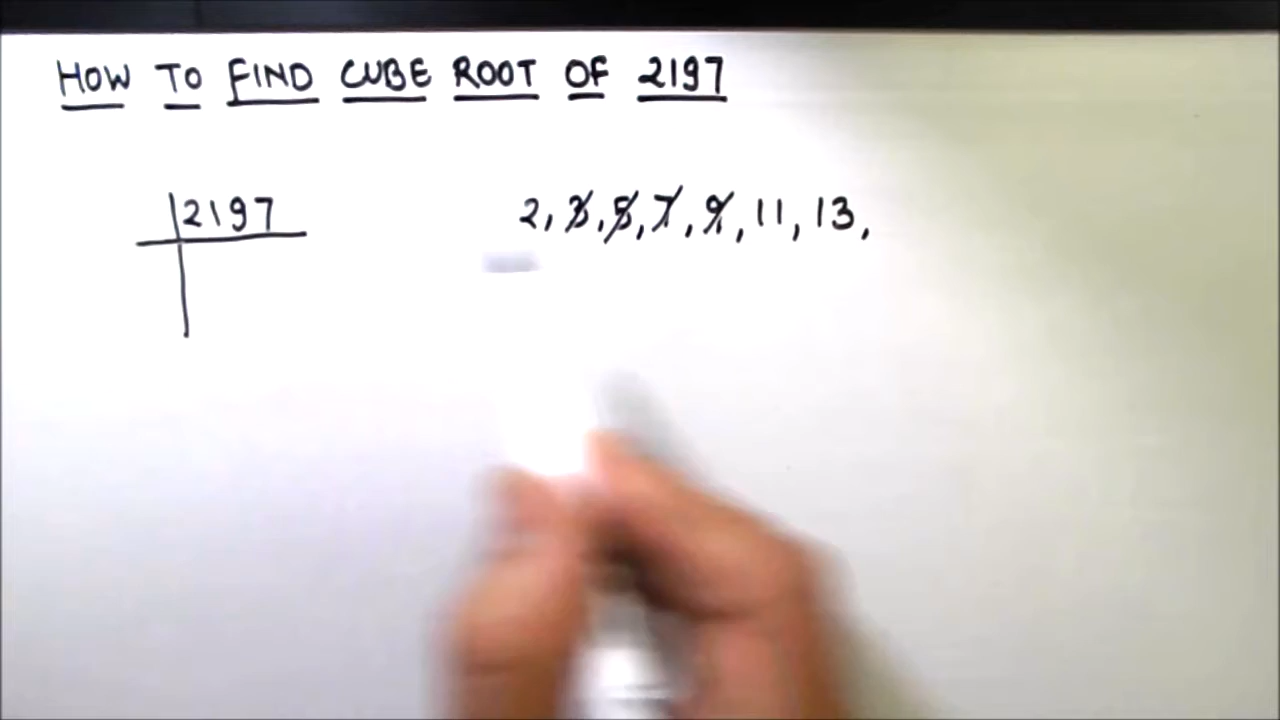 HOW TO FIND CUBE ROOT OF 2197
2197
2, 3, 5, 7, 9, 11, 13,